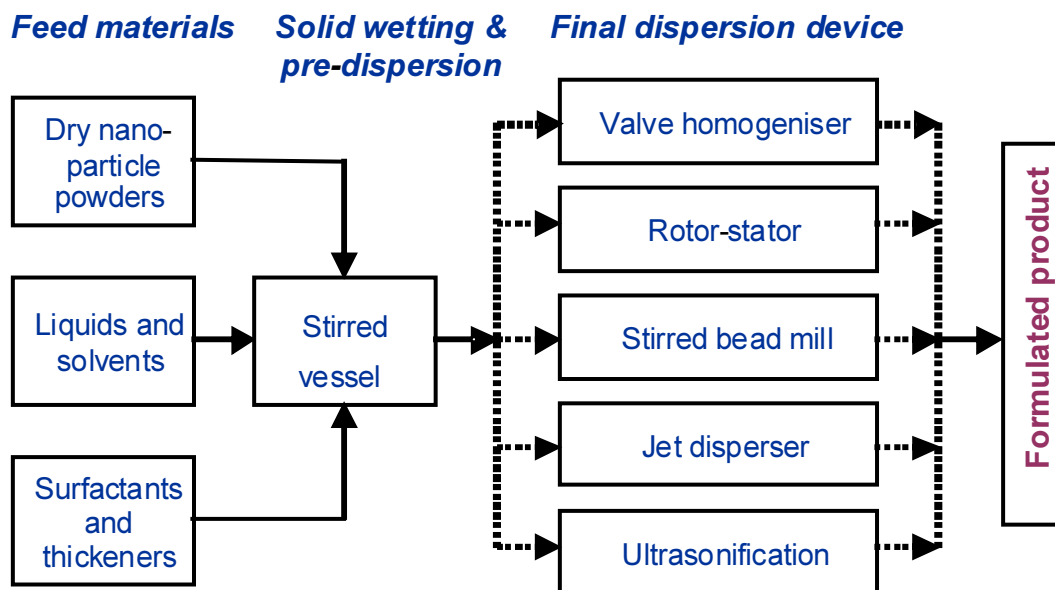 Feed materials
Solid wetting &
pre-dispersion
Final dispersion device
Dry nano-
particle
powders
Liquids and
solvents
Surfactants
and
thickeners
Stirred
vessel
Valve homogeniser
Rotor-stator
Stirred bead mill
Jet disperser
Ultrasonification
Formulated product